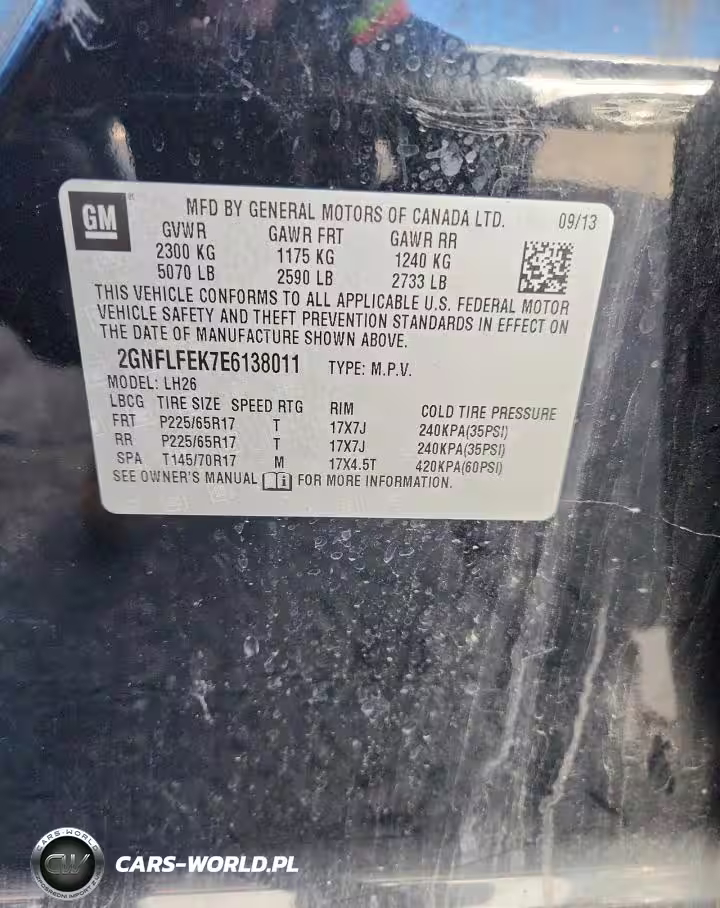 GM
MFD BY GENERAL MOTORS OF CANADA LTD. 09/13
GVWR GAWR FRT GAWR RR
2300 KG 1175 KG 1240 KG
5070 LB 2590 LB 2733 LB
THIS VEHICLE CONFORMS TO ALL APPLICABLE U.S. FEDERAL MOTOR
VEHICLE SAFETY AND THEFT PREVENTION STANDARDS IN EFFECT ON
THE DATE OF MANUFACTURE SHOWN ABOVE.
2GNFLFEK7E6138011 TYPE: M.P.V.
MODEL: LH26
LBCG TIRE SIZE SPEED RTG RIM COLD TIRE PRESSURE
FRT P225/65R17 T 17X7J 240KPA(35PSI)
RR P225/65R17 T 17X7J 240KPA(35PSI)
SPA T145/70R17 M 17X4.5T 420KPA(60PSI)
SEE OWNER'S MANUAL FOR MORE INFORMATION.
CARS-WORLD
CW
CARS-WORLD.PL